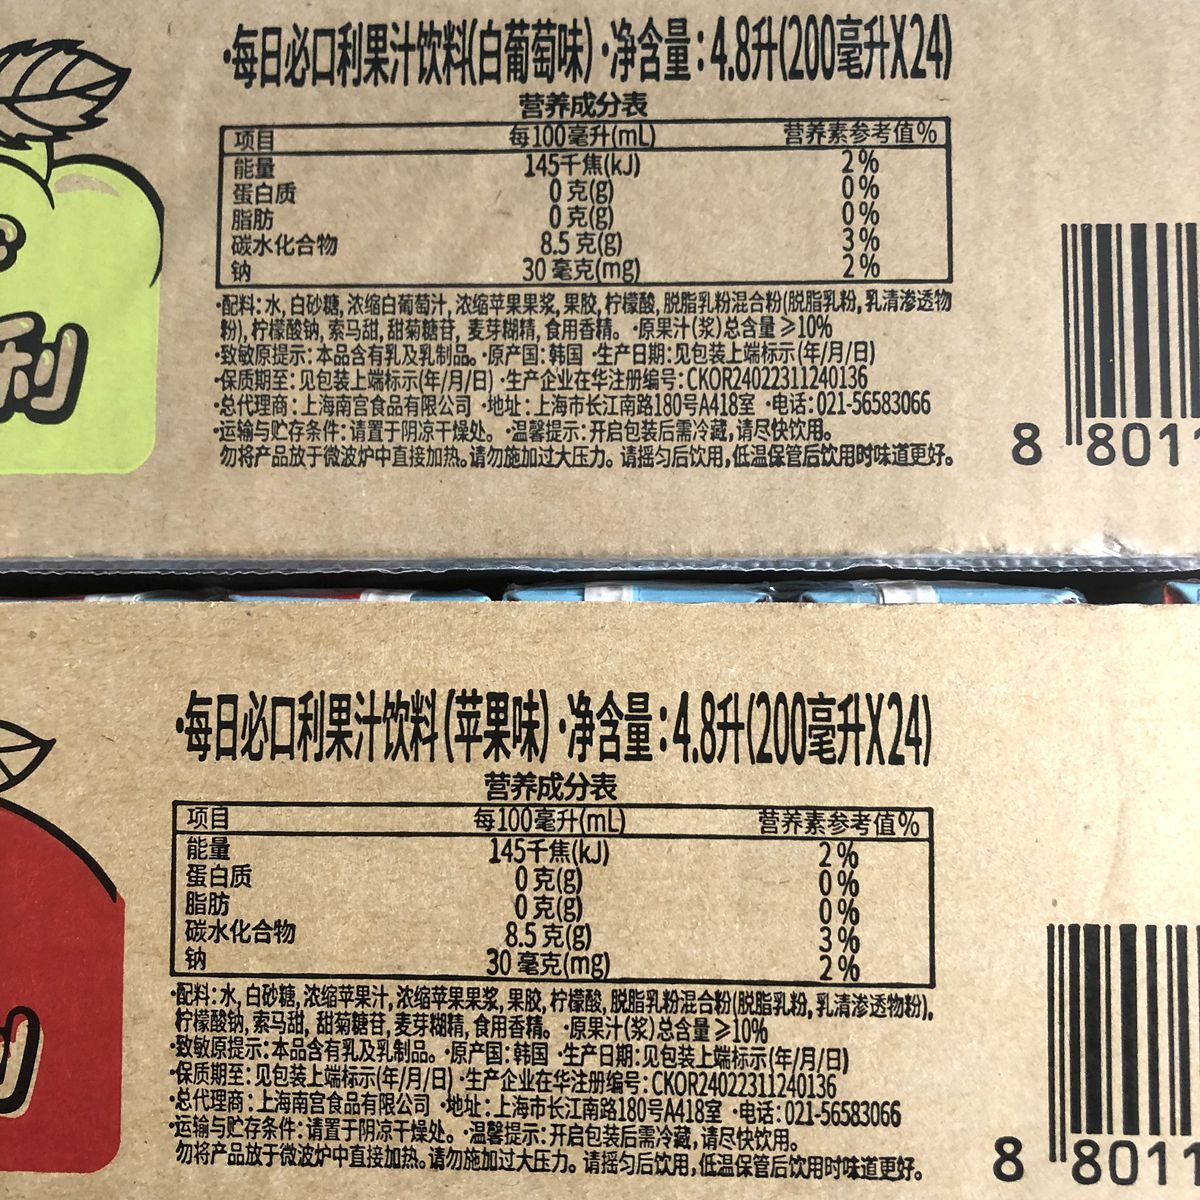 ·每日必口利果汁饮料(白葡萄味)·净含量:4.8升(200毫升X24)
营养成分表
项目 每100毫升(mL) 营养素参考值%
能量 145千焦(kJ) 2%
蛋白质 0克(g) 0%
脂肪 0克(g) 0%
碳水化合物 8.5克(g) 3%
钠 30毫克(mg) 2%
·配料:水,白砂糖,浓缩白葡萄汁,浓缩苹果果浆,果胶,柠檬酸,脱脂乳粉混合粉(脱脂乳粉,乳清渗透物
粉),柠檬酸钠,索马甜,甜菊糖苷,麦芽糊精,食用香精。·原果汁(浆)总含量≥10%
·致敏原提示:本品含有乳及乳制品。·原产国:韩国 ·生产日期:见包装上端标示(年/月/日)
·保质期至:见包装上端标示(年/月/日)·生产企业在华注册编号:CKOR24022311240136
·总代理商:上海南宫食品有限公司 ·地址:上海市长江南路180号A418室 ·电话:021-56583066
·运输与贮存条件:请置于阴凉干燥处。·温馨提示:开启包装后需冷藏,请尽快饮用。
勿将产品放于微波炉中直接加热。请勿施加过大压力。请摇匀后饮用,低温保管后饮用时味道更好。
8 8011
利
·每日必口利果汁饮料(苹果味)·净含量:4.8升(200毫升X24)
营养成分表
项目 每100毫升(mL) 营养素参考值%
能量 145千焦(kJ) 2%
蛋白质 0克(g) 0%
脂肪 0克(g) 0%
碳水化合物 8.5克(g) 3%
钠 30毫克(mg) 2%
·配料:水,白砂糖,浓缩苹果汁,浓缩苹果果浆,果胶,柠檬酸,脱脂乳粉混合粉(脱脂乳粉,乳清渗透物粉),
柠檬酸钠,索马甜,甜菊糖苷,麦芽糊精,食用香精。·原果汁(浆)总含量≥10%
·致敏原提示:本品含有乳及乳制品。·原产国:韩国 ·生产日期:见包装上端标示(年/月/日)
·保质期至:见包装上端标示(年/月/日)·生产企业在华注册编号:CKOR24022311240136
·总代理商:上海南宫食品有限公司 ·地址:上海市长江南路180号A418室 ·电话:021-56583066
·运输与贮存条件:请置于阴凉干燥处。·温馨提示:开启包装后需冷藏,请尽快饮用。
勿将产品放于微波炉中直接加热。请勿施加过大压力。请摇匀后饮用,低温保管后饮用时味道更好。
8 8011